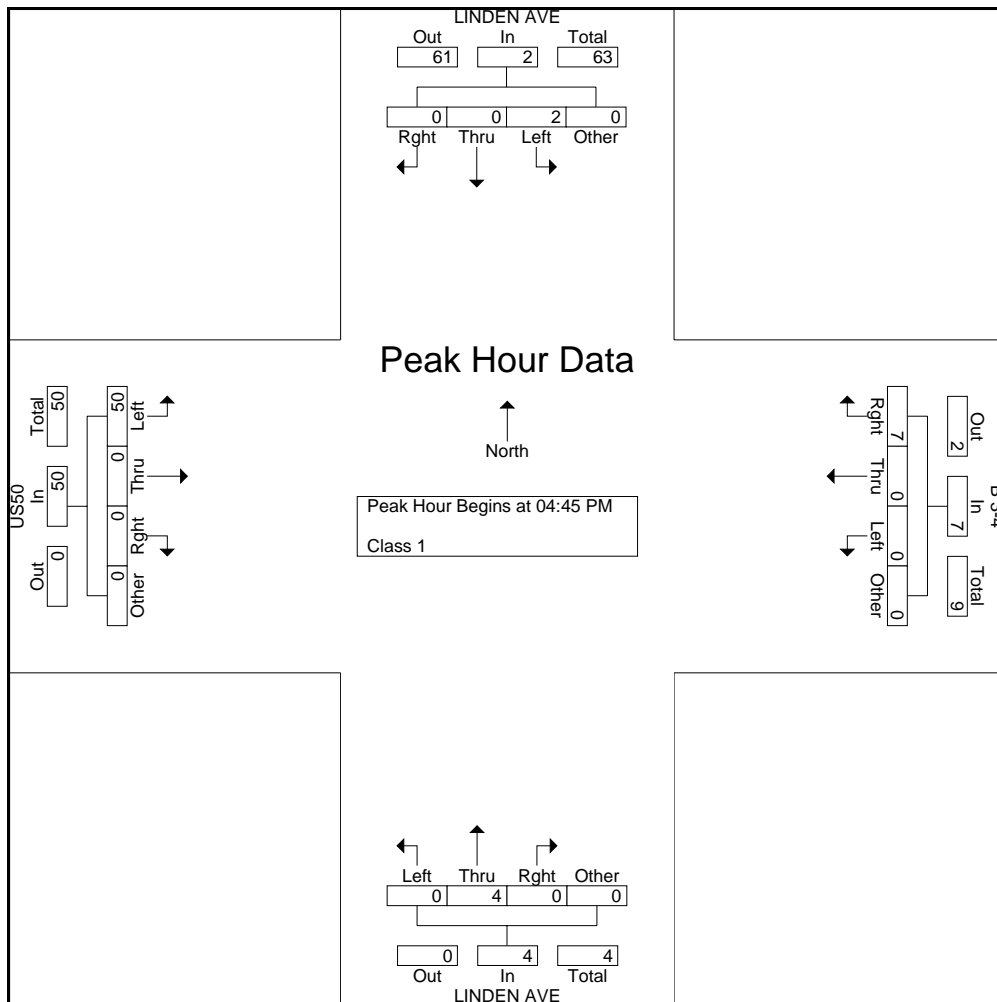 LINDEN AVE
Out In Total
61 2 63
0 0 2 0
Rght Thru Left Other
Peak Hour Data
North
Peak Hour Begins at 04:45 PM
Class 1
US50
Out In Total
0 50 50
50 0 0 0
Left Thru Rght Other
Rght Thru Left Other
7 0 0 0
Out In Total
2 7 9
Left Thru Rght Other
0 4 0 0
0 4 4
Out In Total
LINDEN AVE